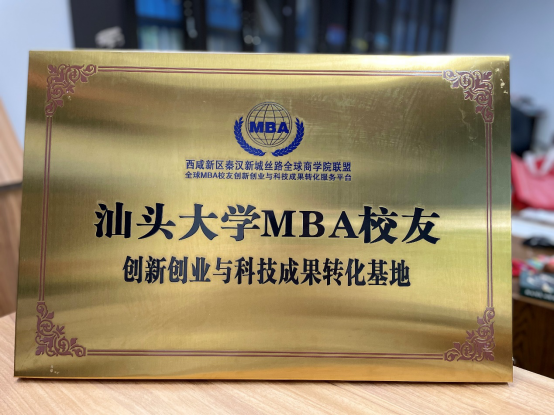 MBA
西咸新区秦汉新城丝路全球商学院联盟
全球MBA校友创新创业与科技成果转化服务平台
汕头大学MBA校友
创新创业与科技成果转化基地